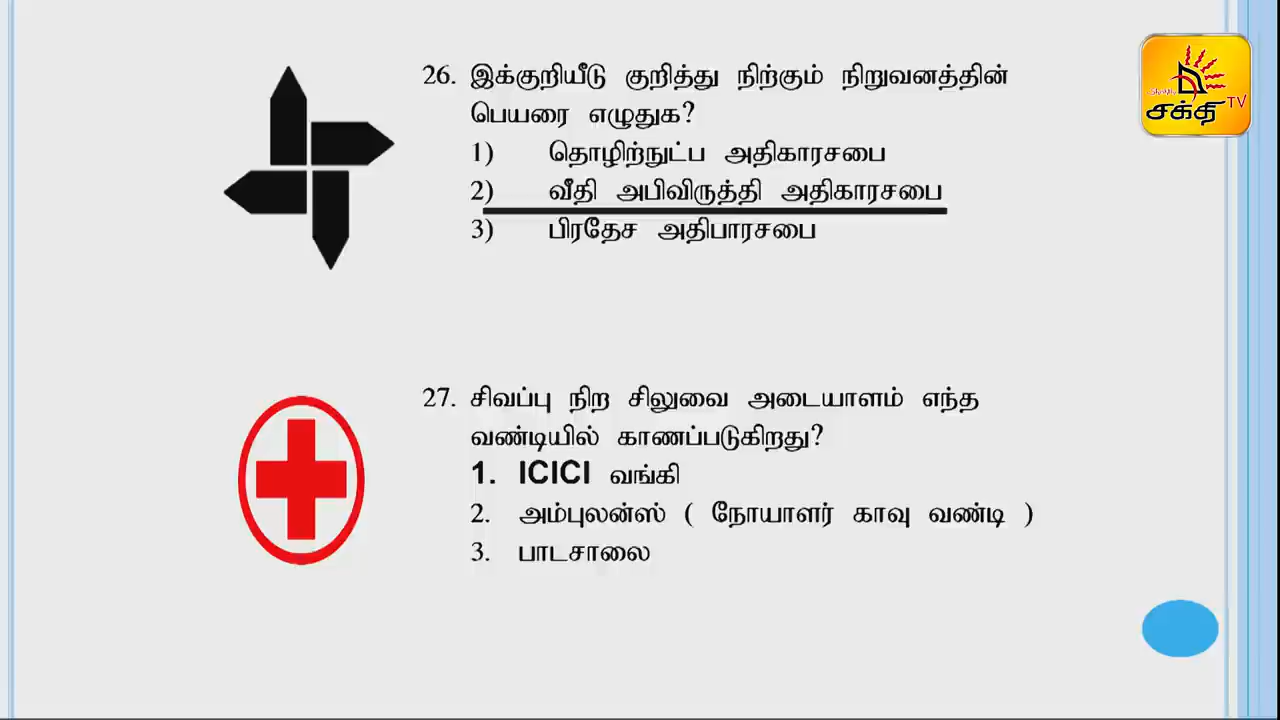 26. இக்குறியீடு குறித்து நிற்கும் நிறுவனத்தின்
பெயரை எழுதுக?
1) தொழிற்நுட்ப அதிகாரசபை
2) வீதி அபிவிருத்தி அதிகாரசபை
3) பிரதேச அதிபாரசபை
சக்தி TV
27. சிவப்பு நிற சிலுவை அடையாளம் எந்த
வண்டியில் காணப்படுகிறது?
1. ICICI வங்கி
2. அம்புலன்ஸ் ( நோயாளர் காவு வண்டி )
3. பாடசாலை